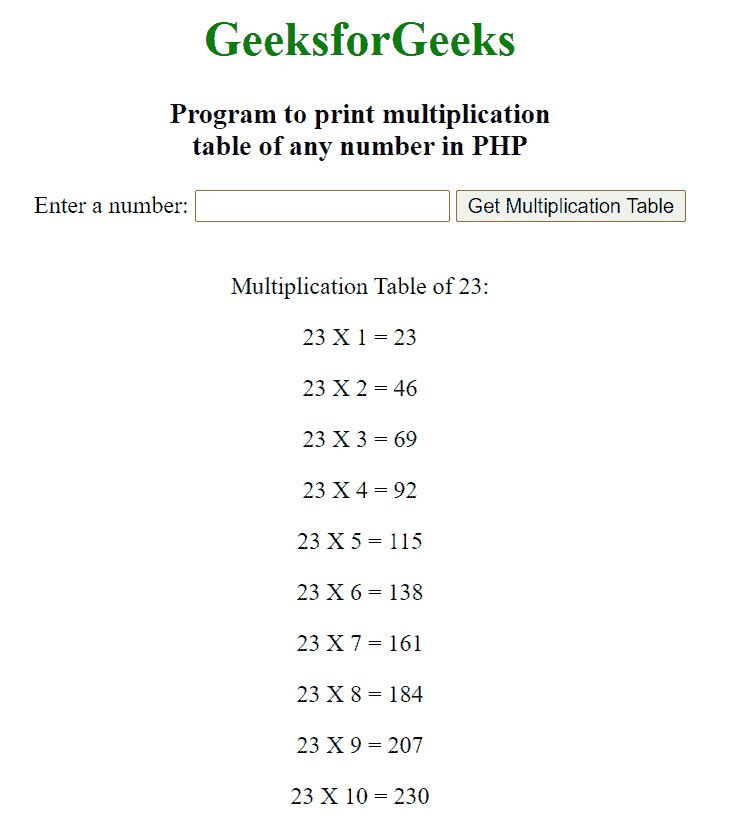 GeeksforGeeks
Program to print multiplication
table of any number in PHP
Enter a number: Get Multiplication Table
Multiplication Table of 23:
23 X 1 = 23
23 X 2 = 46
23 X 3 = 69
23 X 4 = 92
23 X 5 = 115
23 X 6 = 138
23 X 7 = 161
23 X 8 = 184
23 X 9 = 207
23 X 10 = 230